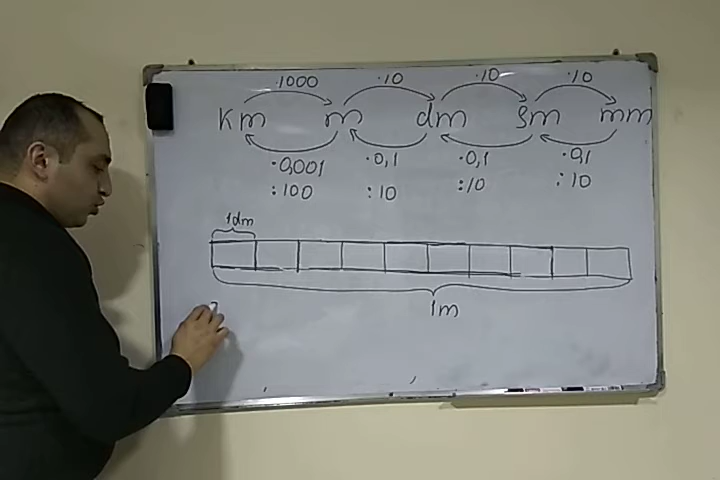 ·1000 ·10 ·10 ·10
km m dm sm mm
·0,001 ·0,1 ·0,1 ·0,1
:100 :10 :10 :10
1dm
1m